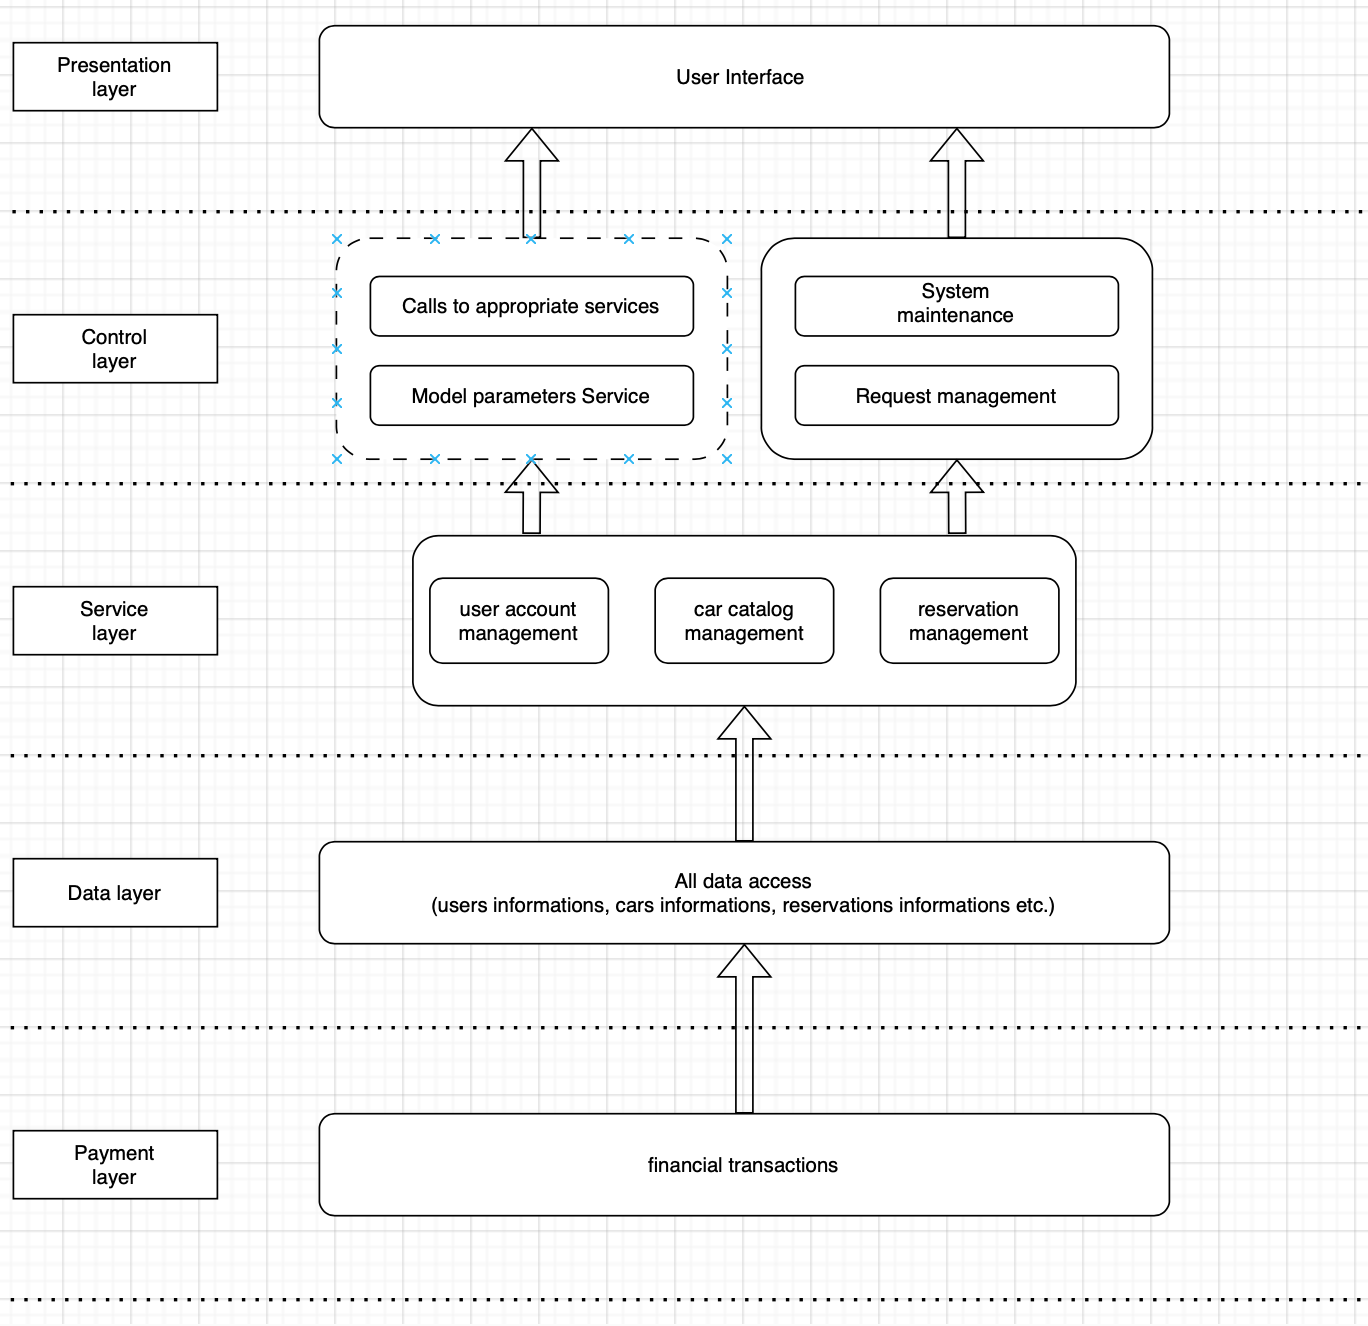 Presentation
layer
User Interface
Control
layer
Calls to appropriate services
Model parameters Service
System
maintenance
Request management
Service
layer
user account
management
car catalog
management
reservation
management
Data layer
All data access
(users informations, cars informations, reservations informations etc.)
Payment
layer
financial transactions